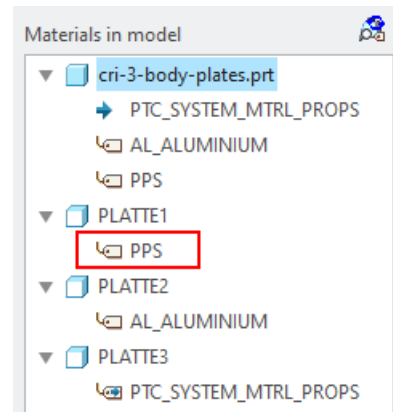 Materials in model
cri-3-body-plates.prt
PTC_SYSTEM_MTRL_PROPS
AL_ALUMINIUM
PPS
PLATTE1
PPS
PLATTE2
AL_ALUMINIUM
PLATTE3
PTC_SYSTEM_MTRL_PROPS